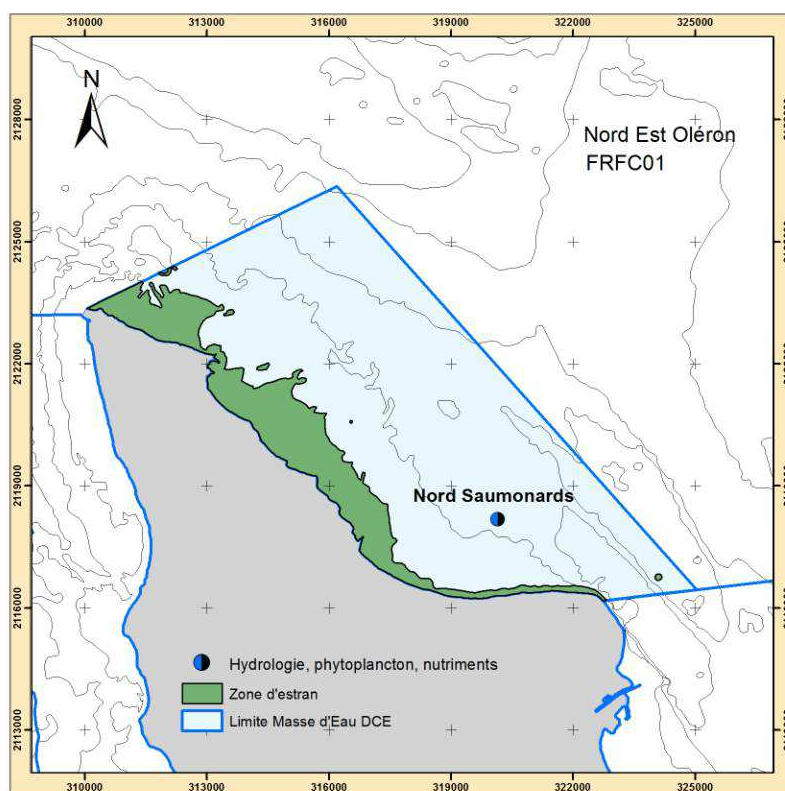 310000 313000 316000 319000 322000 325000
N
2128000
Nord Est Oléron
FRFC01
2125000
2122000
2119000
Nord Saumonards
2116000
Hydrologie, phytoplancton, nutriments
Zone d'estran
Limite Masse d'Eau DCE
2113000
310000 313000 316000 319000 322000 325000